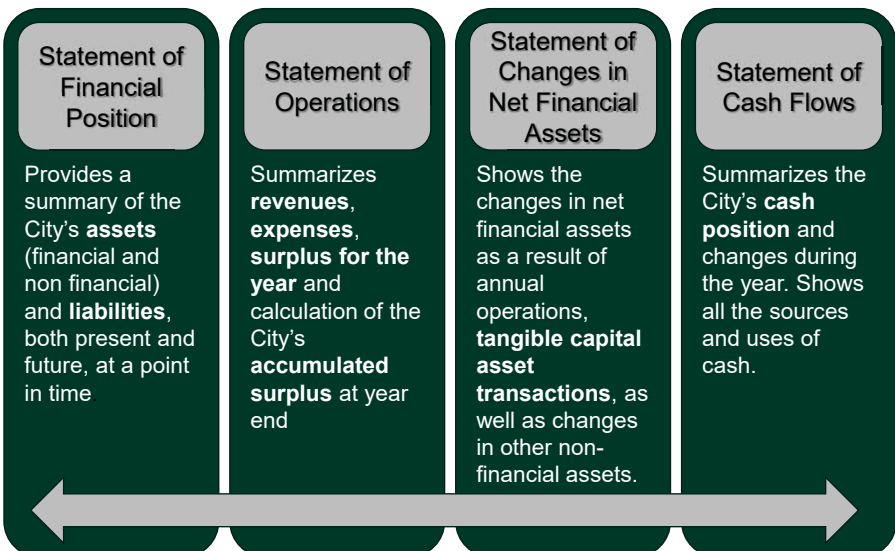 Statement of
Financial
Position
Provides a
summary of the
City's assets
(financial and
non financial)
and liabilities,
both present and
future, at a point
in time
Statement of
Operations
Summarizes
revenues,
expenses,
surplus for the
year and
calculation of the
City's
accumulated
surplus at year
end
Statement of
Changes in
Net Financial
Assets
Shows the
changes in net
financial assets
as a result of
annual
operations,
tangible capital
asset
transactions, as
well as changes
in other non-
financial assets.
Statement of
Cash Flows
Summarizes the
City's cash
position and
changes during
the year. Shows
all the sources
and uses of
cash.